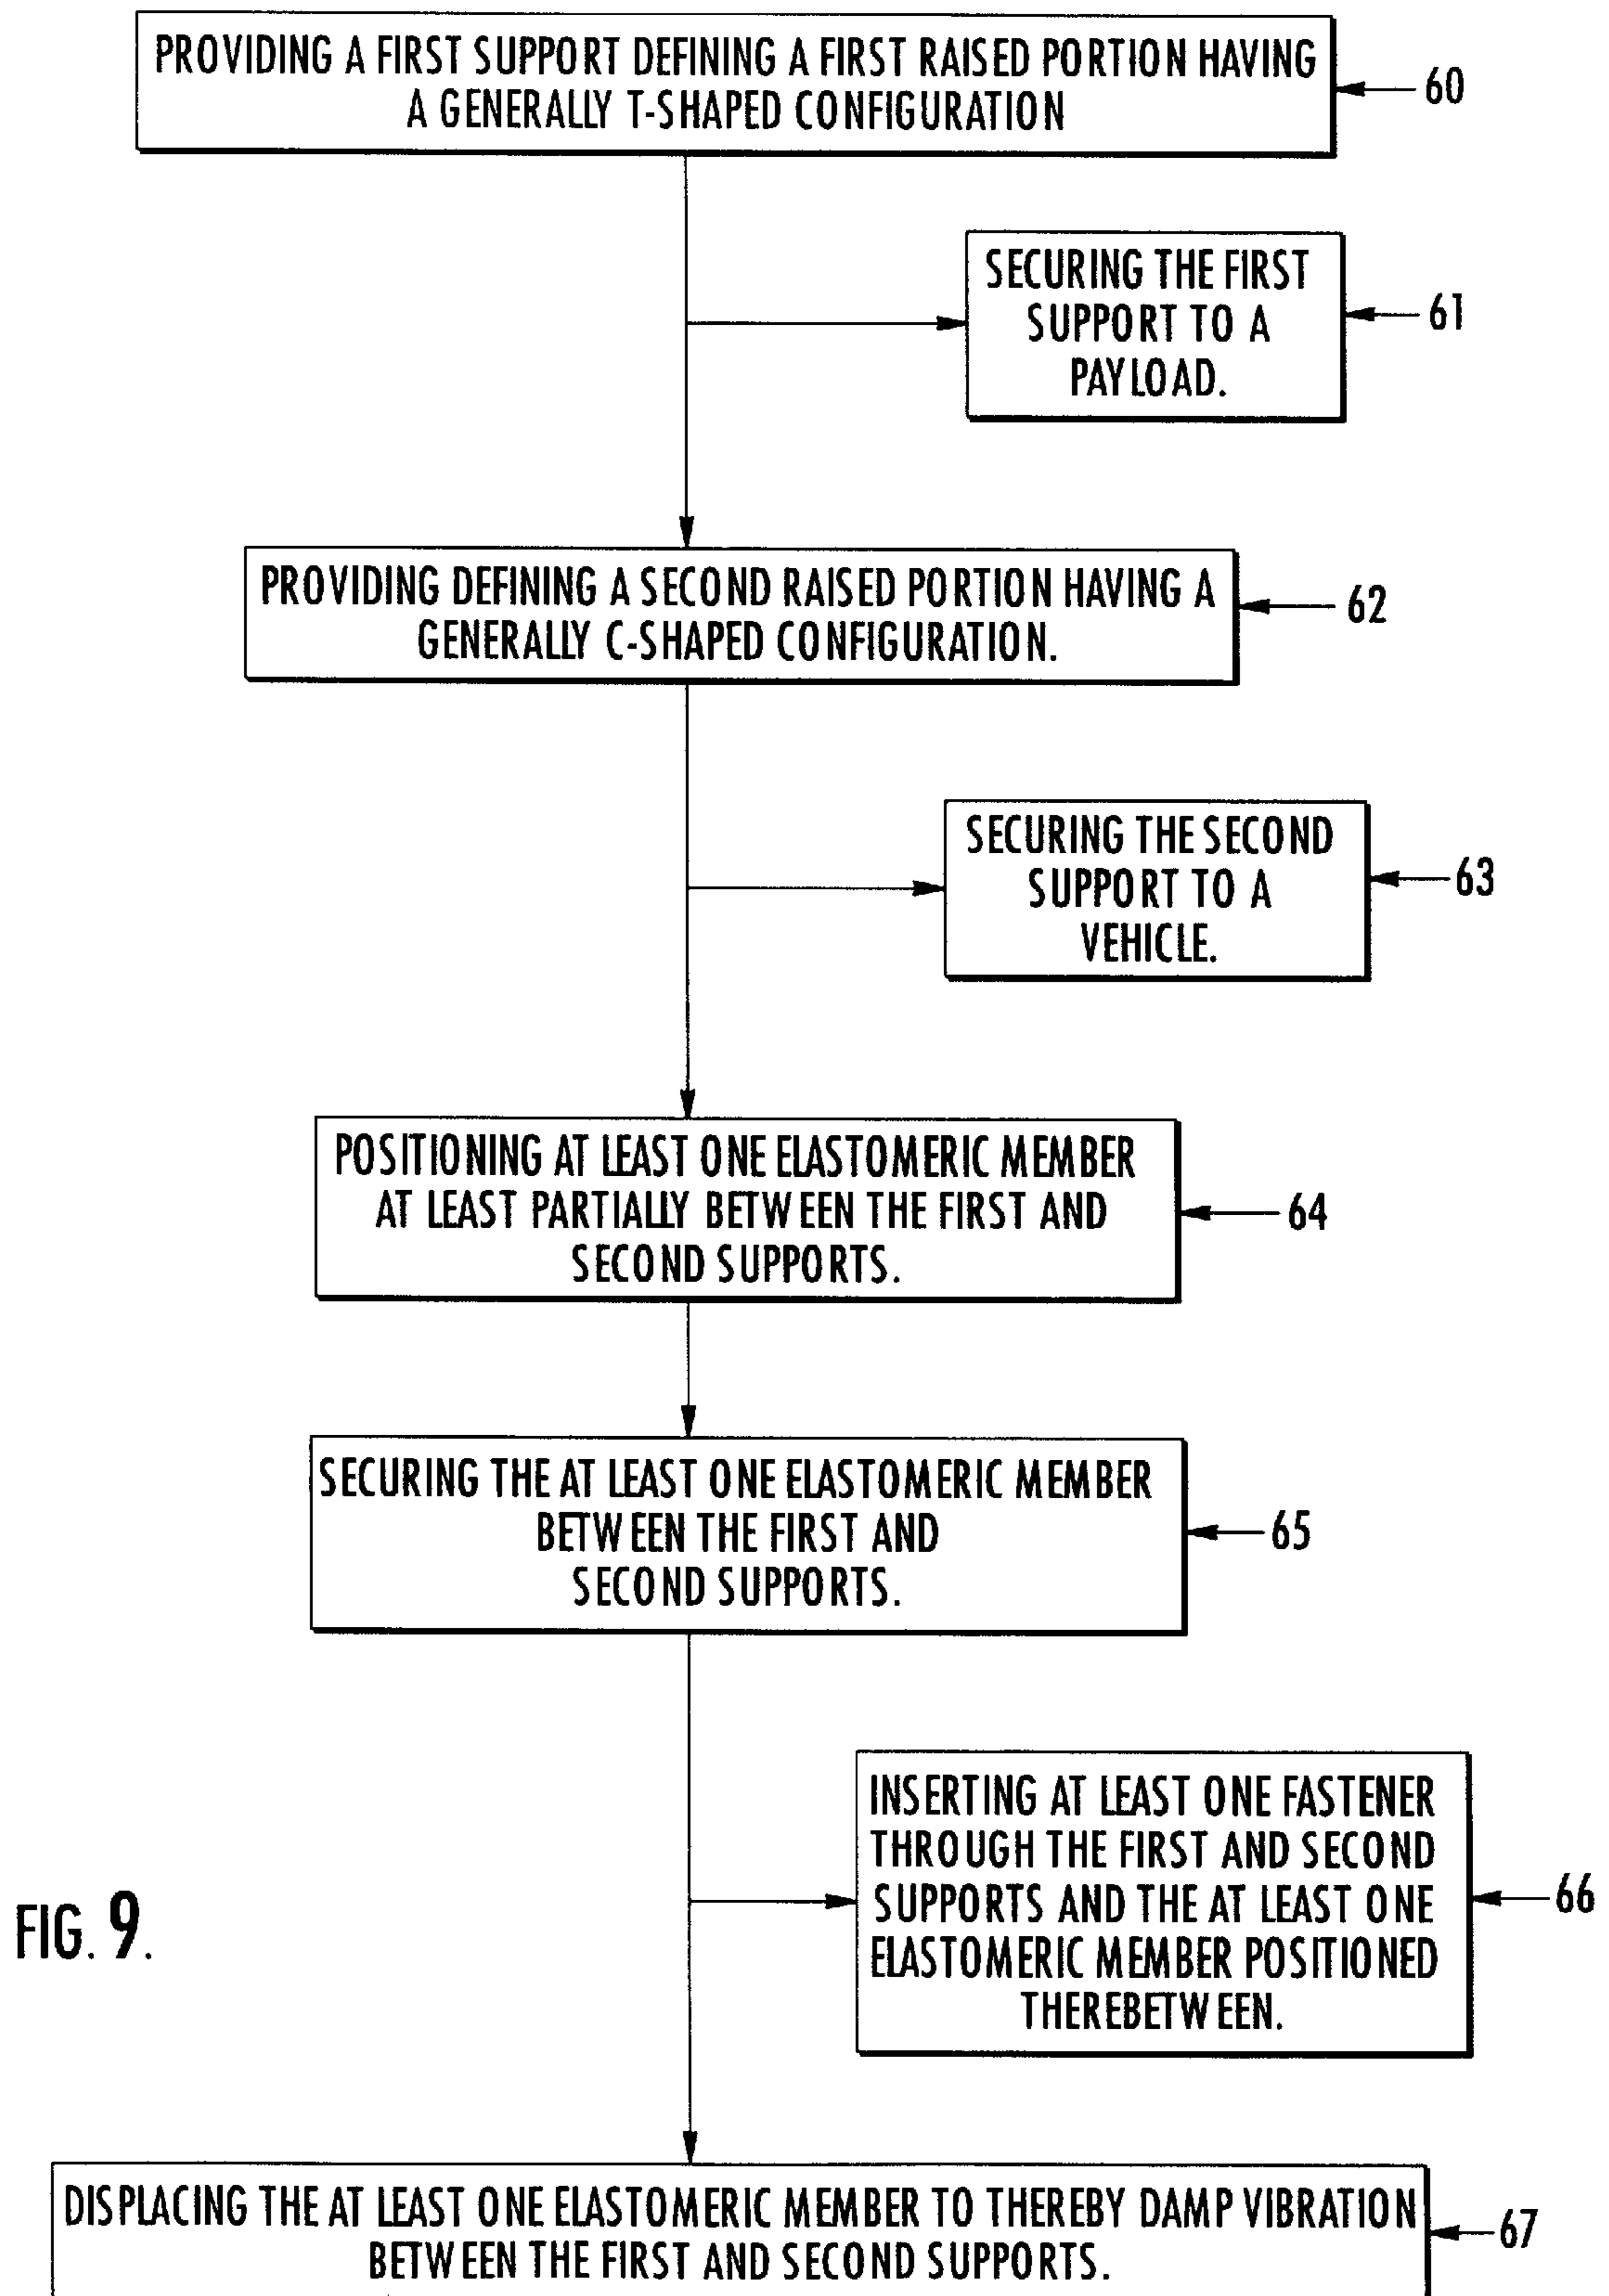 PROVIDING A FIRST SUPPORT DEFINING A FIRST RAISED PORTION HAVING
A GENERALLY T-SHAPED CONFIGURATION
60
SECURING THE FIRST
SUPPORT TO A
PAYLOAD.
61
PROVIDING DEFINING A SECOND RAISED PORTION HAVING A
GENERALLY C-SHAPED CONFIGURATION.
62
SECURING THE SECOND
SUPPORT TO A
VEHICLE.
63
POSITIONING AT LEAST ONE ELASTOMERIC MEMBER
AT LEAST PARTIALLY BETWEEN THE FIRST AND
SECOND SUPPORTS.
64
SECURING THE AT LEAST ONE ELASTOMERIC MEMBER
BETWEEN THE FIRST AND
SECOND SUPPORTS.
65
INSERTING AT LEAST ONE FASTENER
THROUGH THE FIRST AND SECOND
SUPPORTS AND THE AT LEAST ONE
ELASTOMERIC MEMBER POSITIONED
THEREBETWEEN.
66
FIG. 9.
DISPLACING THE AT LEAST ONE ELASTOMERIC MEMBER TO THEREBY DAMP VIBRATION
BETWEEN THE FIRST AND SECOND SUPPORTS.
67